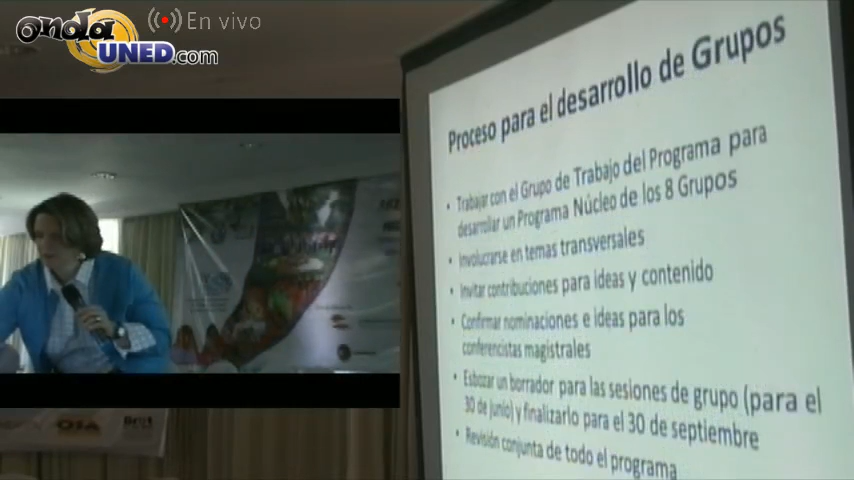 onda
UNED.com
En vivo
Proceso para el desarrollo de Grupos
• Trabajar con el Grupo de Trabajo del Programa para
desarrollar un Programa Núcleo de los 8 Grupos
• Involucrarse en temas transversales
• Invitar contribuciones para ideas y contenido
• Confirmar nominaciones e ideas para los
conferencistas magistrales
• Esbozar un borrador para las sesiones de grupo (para el
30 de junio) y finalizarlo para el 30 de septiembre
• Revisión conjunta de todo el programa